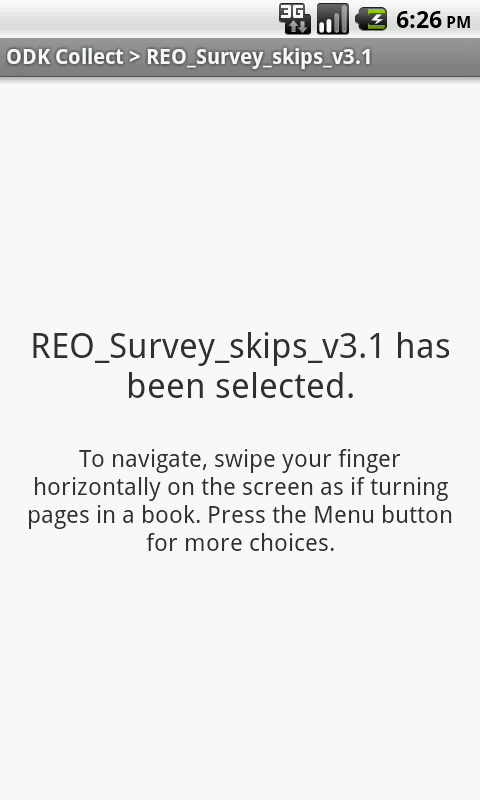 3G 6:26 PM
ODK Collect > REO_Survey_skips_v3.1
REO_Survey_skips_v3.1 has
been selected.
To navigate, swipe your finger
horizontally on the screen as if turning
pages in a book. Press the Menu button
for more choices.